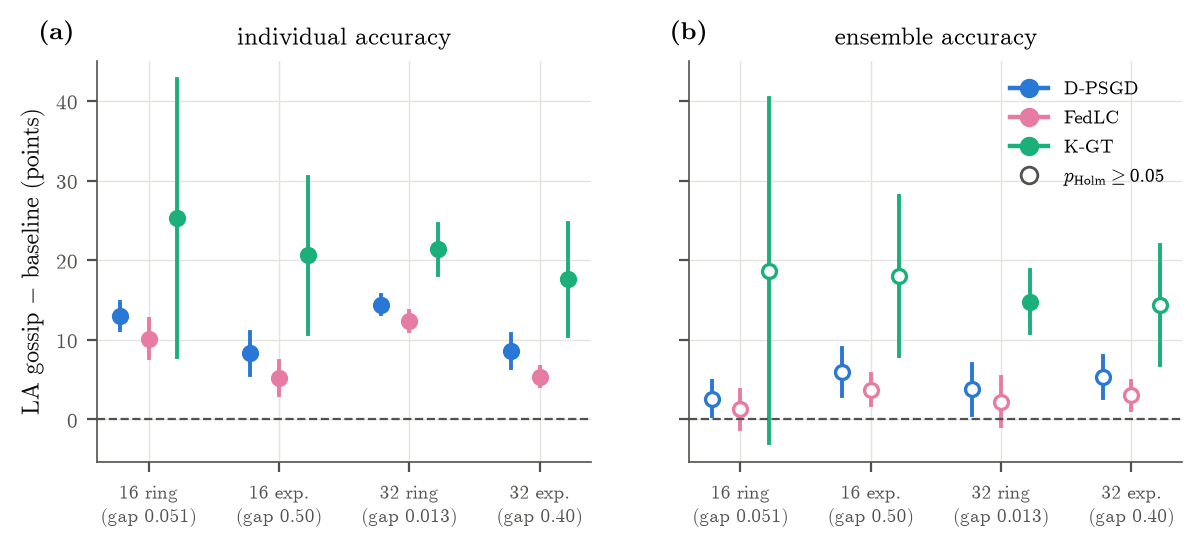 (a)
individual accuracy
LA gossip − baseline (points)
40
30
20
10
0
16 ring
(gap 0.051)
16 exp.
(gap 0.50)
32 ring
(gap 0.013)
32 exp.
(gap 0.40)
(b)
ensemble accuracy
D-PSGD
FedLC
K-GT
p_Holm ≥ 0.05
16 ring
(gap 0.051)
16 exp.
(gap 0.50)
32 ring
(gap 0.013)
32 exp.
(gap 0.40)